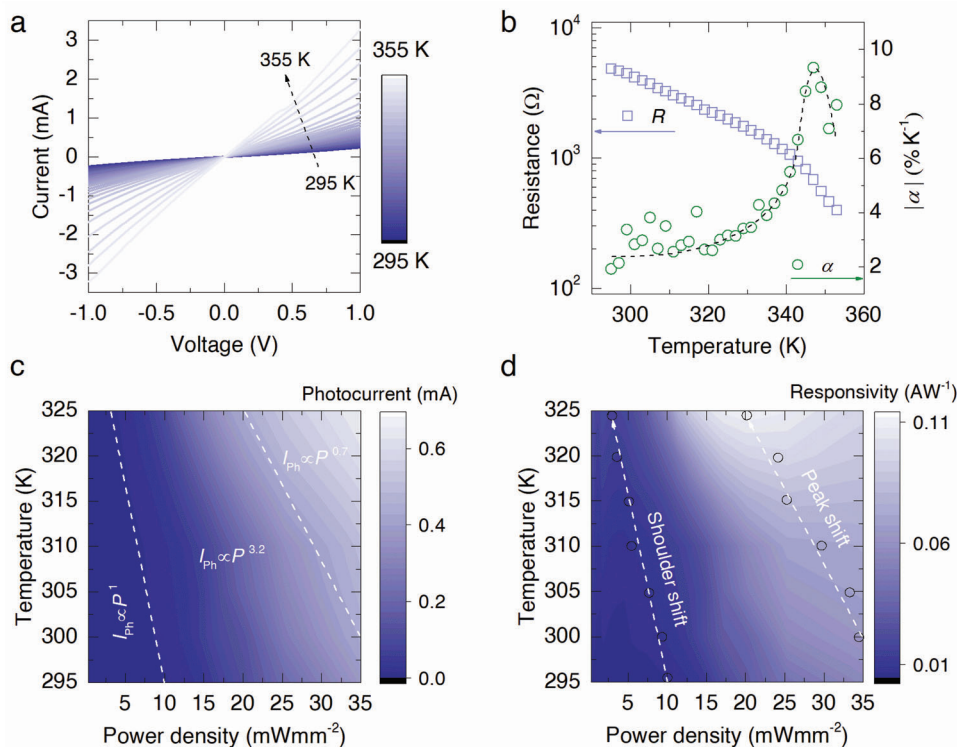 a
3
2
1
0
-1
-2
-3
Current (mA)
-1.0 -0.5 0.0 0.5 1.0
Voltage (V)
355 K
295 K
355 K
295 K
b
10⁴
10³
10²
Resistance (Ω)
R
α
10
8
6
4
2
|α| (% K⁻¹)
300 320 340 360
Temperature (K)
c
Photocurrent (mA)
325
320
315
310
305
300
295
Temperature (K)
I_Ph∝P¹
I_Ph∝P³·²
I_Ph∝P⁰·⁷
5 10 15 20 25 30 35
Power density (mWmm⁻²)
0.6
0.4
0.2
0.0
d
Responsivity (AW⁻¹)
325
320
315
310
305
300
295
Temperature (K)
Shoulder shift
Peak shift
5 10 15 20 25 30 35
Power density (mWmm⁻²)
0.11
0.06
0.01